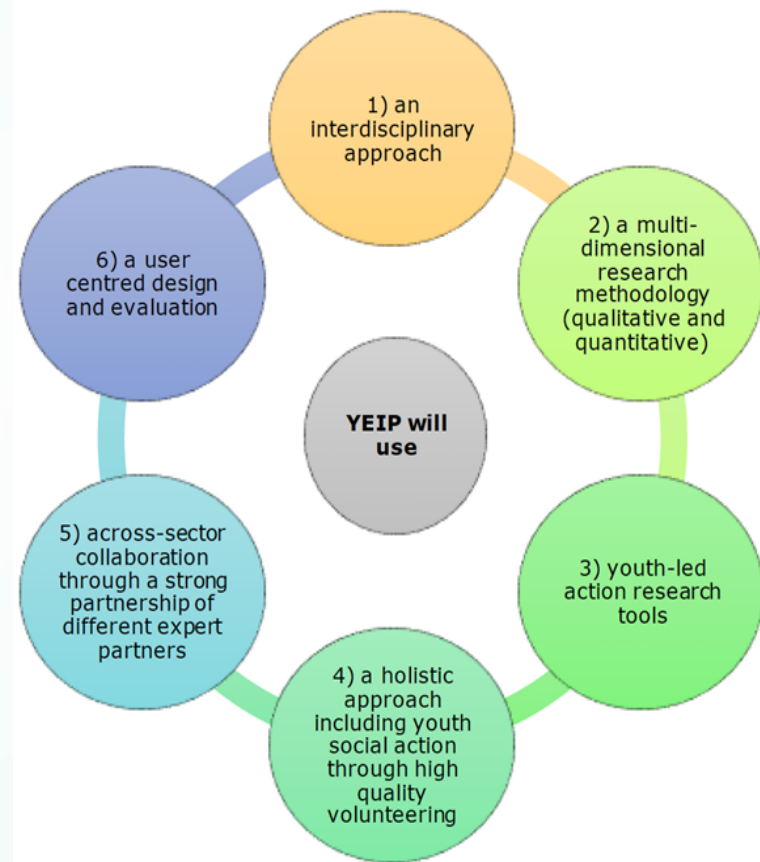 1) an
interdisciplinary
approach
2) a multi-
dimensional
research
methodology
(qualitative and
quantitative)
3) youth-led
action research
tools
4) a holistic
approach
including youth
social action
through high
quality
volunteering
5) across-sector
collaboration
through a strong
partnership of
different expert
partners
6) a user
centred design
and evaluation
YEIP will
use